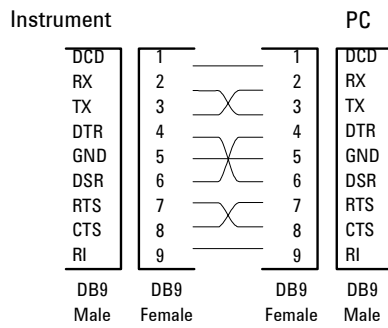 Instrument PC
DCD 1 1 DCD
RX 2 2 RX
TX 3 3 TX
DTR 4 4 DTR
GND 5 5 GND
DSR 6 6 DSR
RTS 7 7 RTS
CTS 8 8 CTS
RI 9 9 RI
DB9 DB9 DB9 DB9
Male Female Female Male